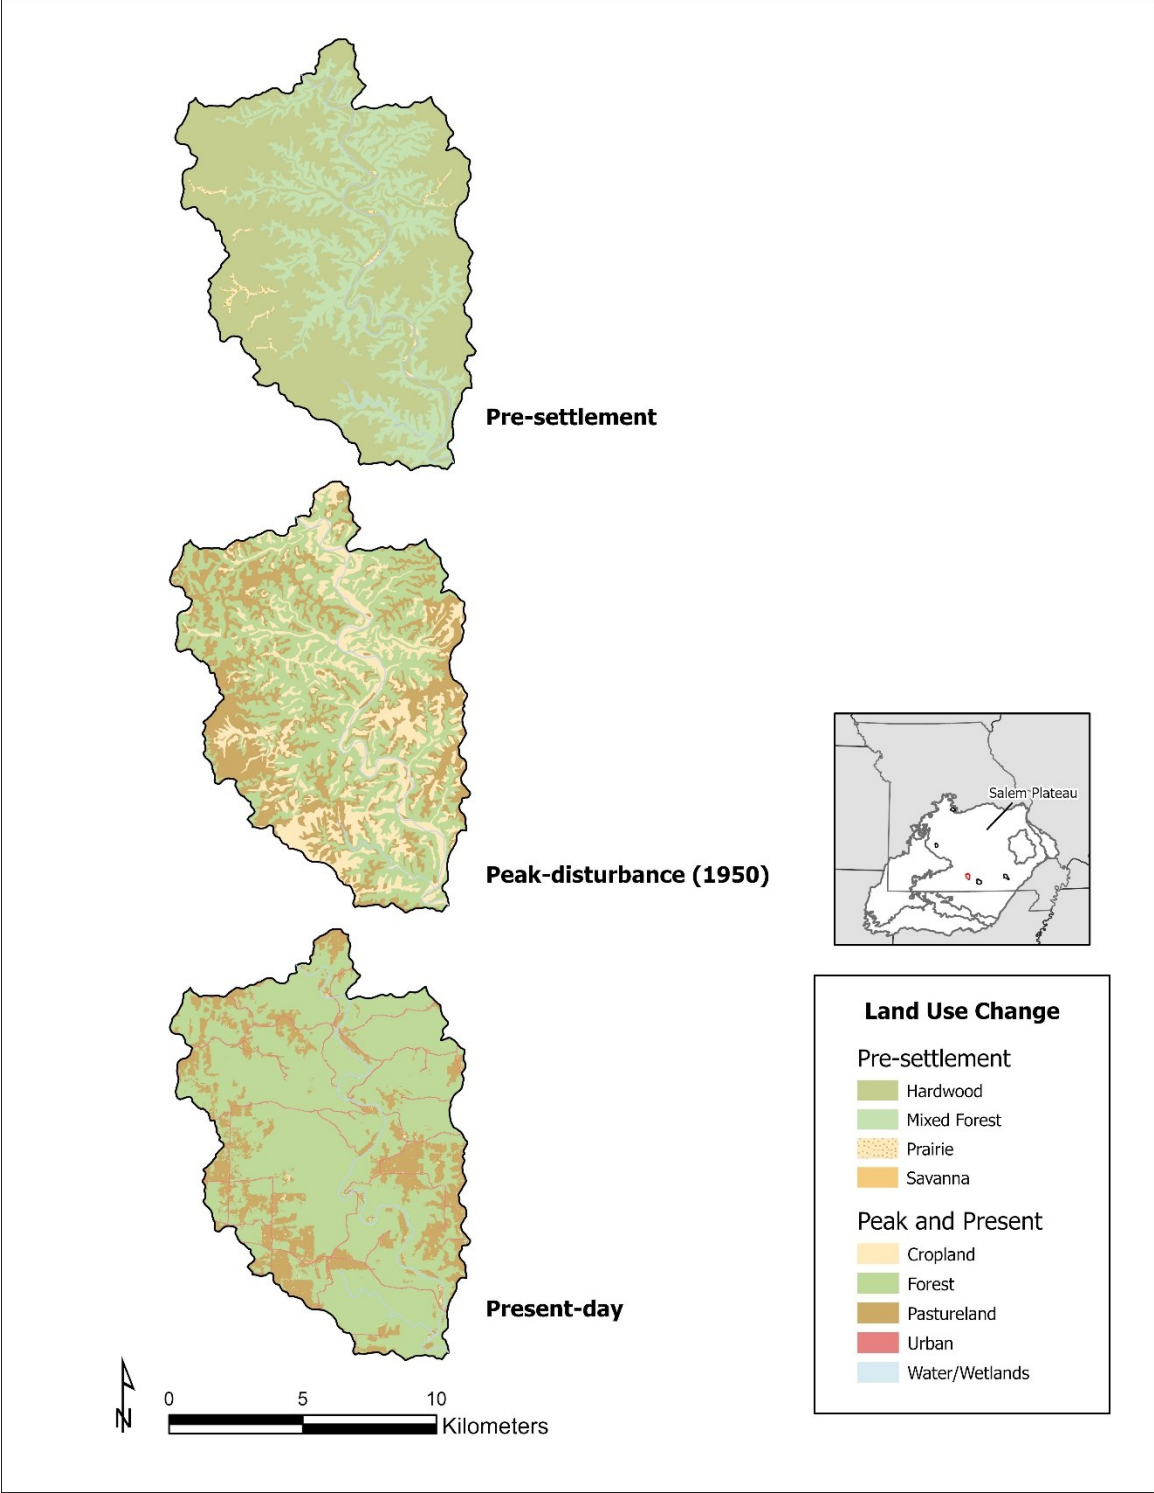 Pre-settlement
Peak-disturbance (1950)
Salem Plateau
Present-day
Land Use Change
Pre-settlement
Hardwood
Mixed Forest
Prairie
Savanna
Peak and Present
Cropland
Forest
Pastureland
Urban
Water/Wetlands
N
0 5 10
Kilometers